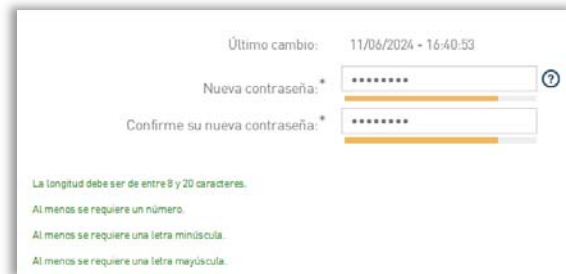 Último cambio: 11/06/2024 - 16:40:53
Nueva contraseña:* ●●●●●●●● ?
Confirme su nueva contraseña:* ●●●●●●●●
La longitud debe ser de entre 8 y 20 caracteres.
Al menos se requiere un número.
Al menos se requiere una letra minúscula.
Al menos se requiere una letra mayúscula.